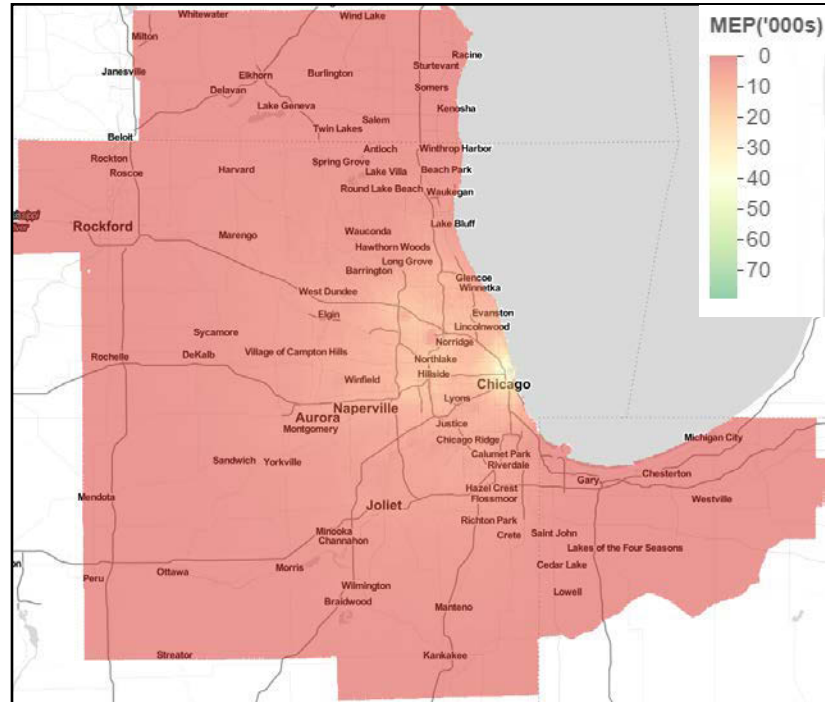 MEP('000s)
0
10
20
30
40
50
60
70
Whitewater
Wind Lake
Milton
Racine
Sturtevant
Janesville
Elkhorn
Burlington
Delavan
Somers
Lake Geneva
Kenosha
Salem
Twin Lakes
Beloit
Antioch
Winthrop Harbor
Rockton
Spring Grove
Roscoe
Harvard
Lake Villa
Beach Park
Round Lake Beach
Waukegan
Rockford
Lake Bluff
Marengo
Wauconda
Hawthorn Woods
Long Grove
Barrington
Glencoe
Winnetka
West Dundee
Elgin
Evanston
Lincolnwood
Sycamore
Norridge
Rochelle
DeKalb
Village of Campton Hills
Northlake
Hillside
Winfield
Chicago
Lyons
Naperville
Aurora
Montgomery
Justice
Michigan City
Chicago Ridge
Calumet Park
Sandwich
Yorkville
Riverdale
Chesterton
Gary
Hazel Crest
Mendota
Flossmoor
Westville
Joliet
Richton Park
Minooka
Crete
Saint John
Channahon
Lakes of the Four Seasons
Peru
Ottawa
Morris
Cedar Lake
Wilmington
Lowell
Braidwood
Manteno
Streator
Kankakee